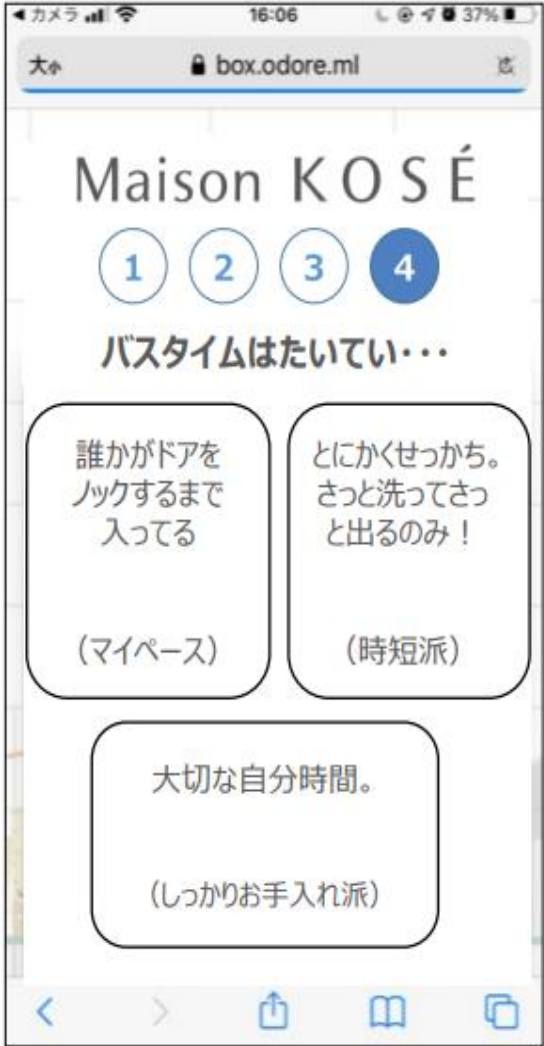 ◀カメラ 16:06 37%
大小 box.odore.ml
Maison KOSÉ
1 2 3 4
バスタイムはたいてい・・・
誰かがドアを
ノックするまで
入ってる
（マイペース）
とにかくせっかち。
さっと洗ってさっ
と出るのみ！
（時短派）
大切な自分時間。
（しっかりお手入れ派）